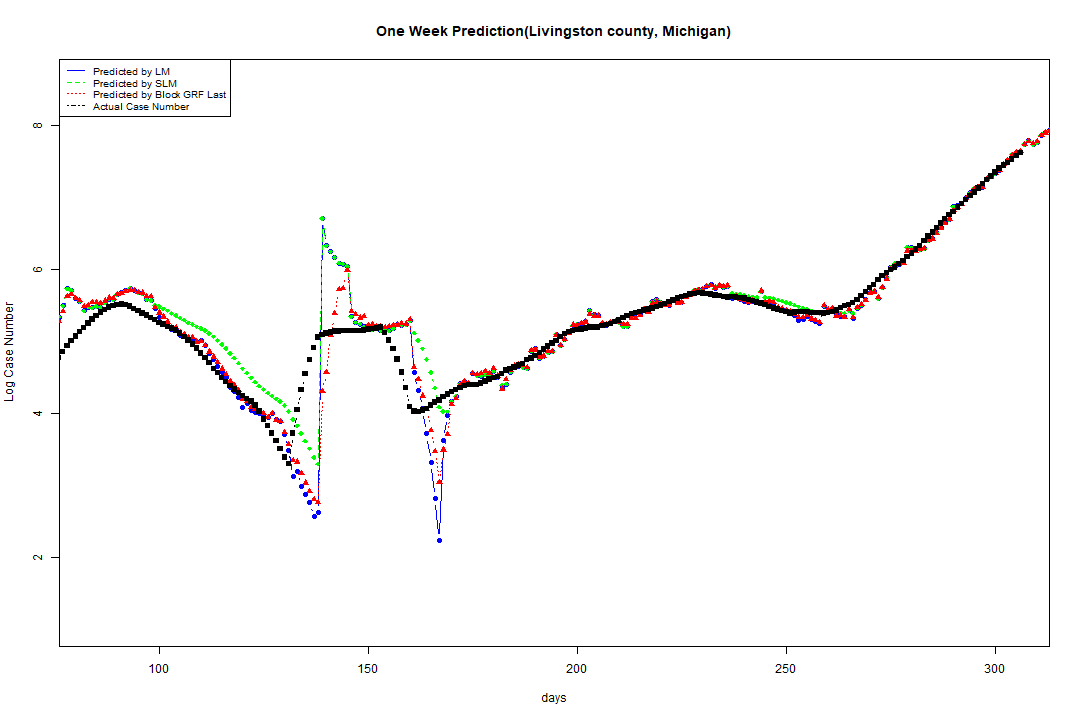 One Week Prediction(Livingston county, Michigan)
Predicted by LM
Predicted by SLM
Predicted by Block GRF Last
Actual Case Number
8
6
4
2
Log Case Number
100 150 200 250 300
days